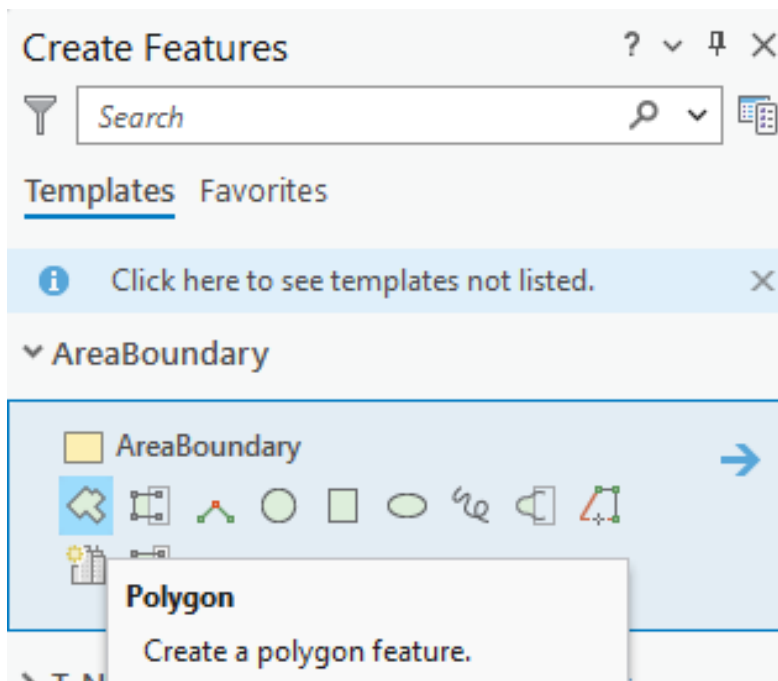 Create Features
Search
Templates Favorites
Click here to see templates not listed.
AreaBoundary
AreaBoundary
Polygon
Create a polygon feature.